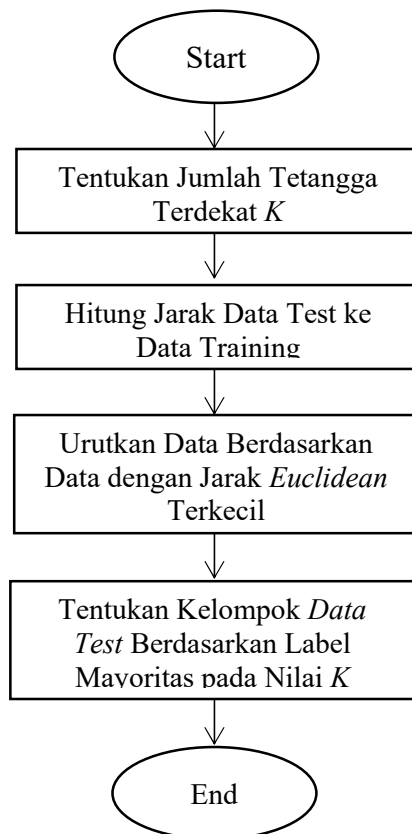 Start
Tentukan Jumlah Tetangga
Terdekat K
Hitung Jarak Data Test ke
Data Training
Urutkan Data Berdasarkan
Data dengan Jarak Euclidean
Terkecil
Tentukan Kelompok Data
Test Berdasarkan Label
Mayoritas pada Nilai K
End